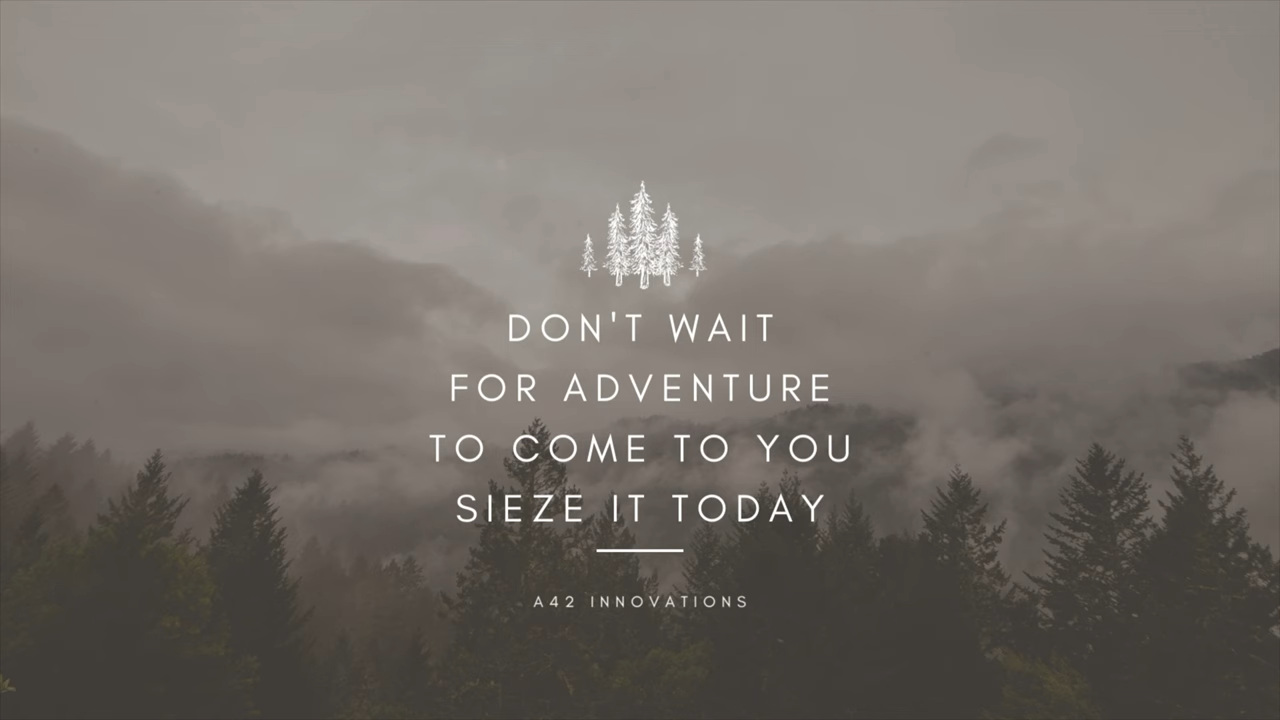 DON'T WAIT
FOR ADVENTURE
TO COME TO YOU
SIEZE IT TODAY
A42 INNOVATIONS